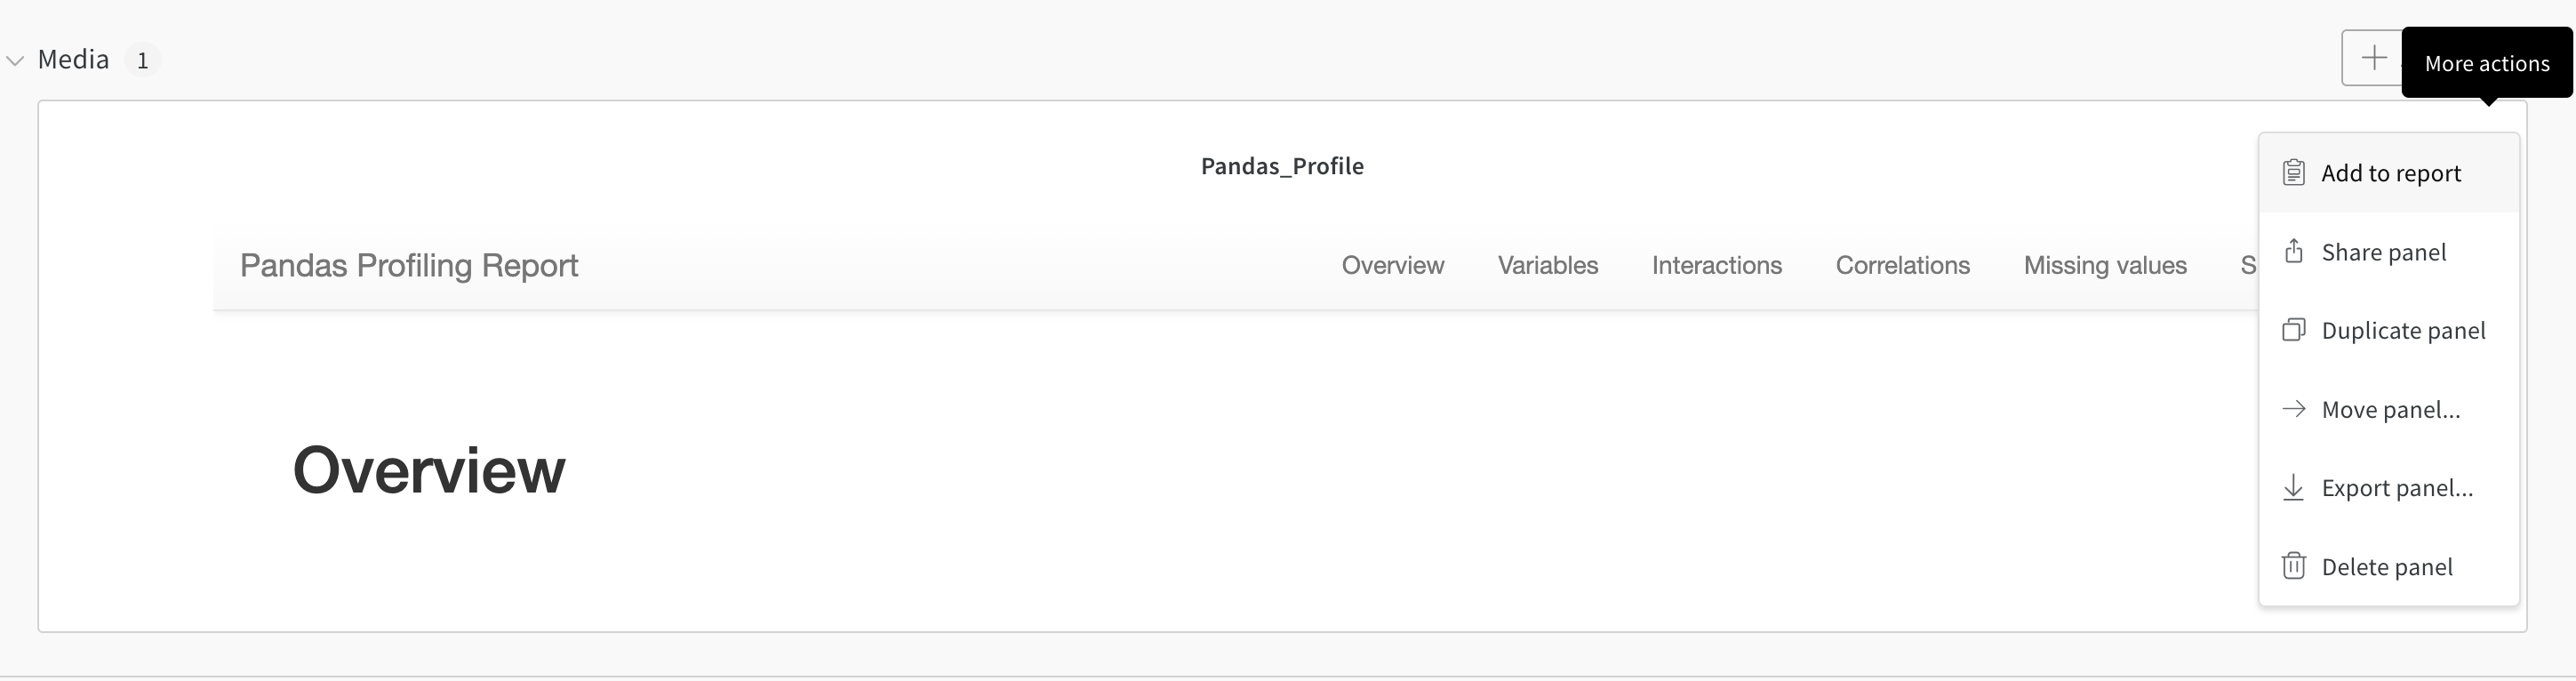 Media 1
More actions
Pandas_Profile
Add to report
Pandas Profiling Report Overview Variables Interactions Correlations Missing values
Share panel
Duplicate panel
Move panel...
Overview
Export panel...
Delete panel